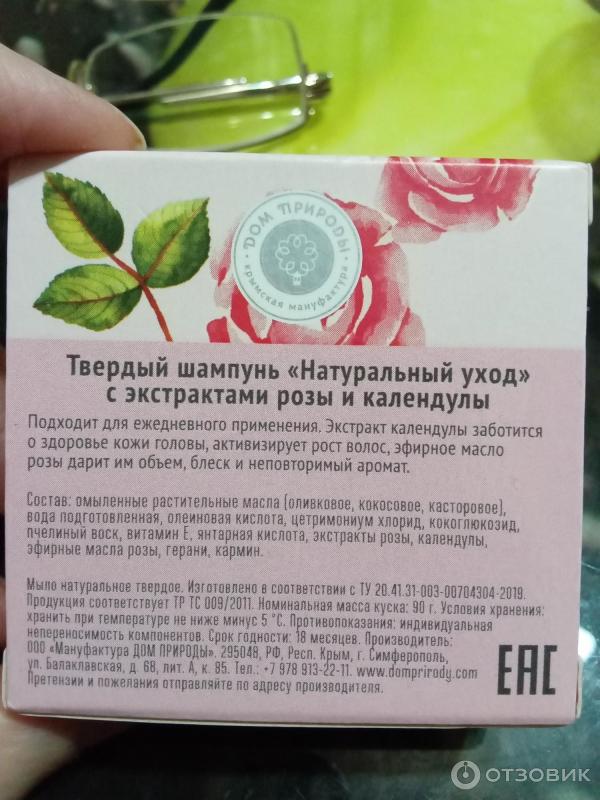 ДОМ ПРИРОДЫ
крымская мануфактура
Твердый шампунь «Натуральный уход»
с экстрактами розы и календулы
Подходит для ежедневного применения. Экстракт календулы заботится
о здоровье кожи головы, активизирует рост волос, эфирное масло
розы дарит им объем, блеск и неповторимый аромат.
Состав: омыленные растительные масла (оливковое, кокосовое, касторовое),
вода подготовленная, олеиновая кислота, цетримониум хлорид, кокоглюкозид,
пчелиный воск, витамин Е, янтарная кислота, экстракты розы, календулы,
эфирные масла розы, герани, кармин.
Мыло натуральное твердое. Изготовлено в соответствии с ТУ 20.41.31-003-00704304-2019.
Продукция соответствует ТР ТС 009/2011. Номинальная масса куска: 90 г. Условия хранения:
хранить при температуре не ниже минус 5 °С. Противопоказания: индивидуальная
непереносимость компонентов. Срок годности: 18 месяцев. Производитель:
ООО «Мануфактура ДОМ ПРИРОДЫ». 295048, РФ, Респ. Крым, г. Симферополь,
ул. Балаклавская, д. 68, лит. А, к. 85. Тел.: +7 978 913-22-11. www.domprirody.com
Претензии и пожелания отправляйте по адресу производителя.
EAC
ОТЗОВИК